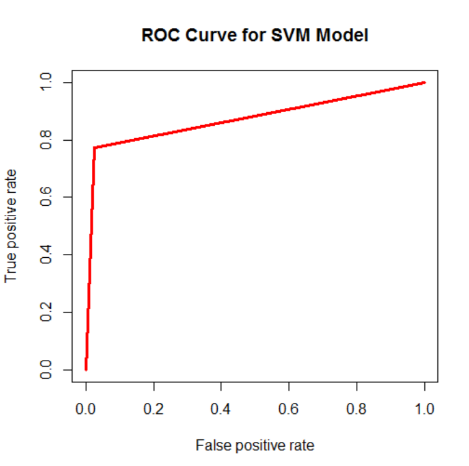 ROC Curve for SVM Model
True positive rate
1.0
0.8
0.6
0.4
0.2
0.0
0.0 0.2 0.4 0.6 0.8 1.0
False positive rate